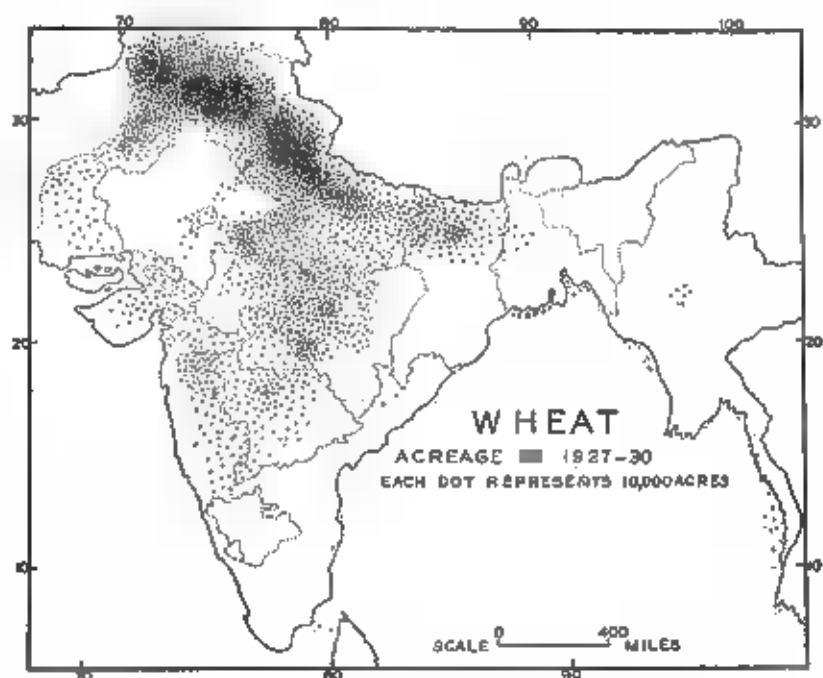 70 80 90 100
30 30
20 20
WHEAT
ACREAGE 1927-30
EACH DOT REPRESENTS 10,000 ACRES
10 10
SCALE 0 400 MILES
80 90